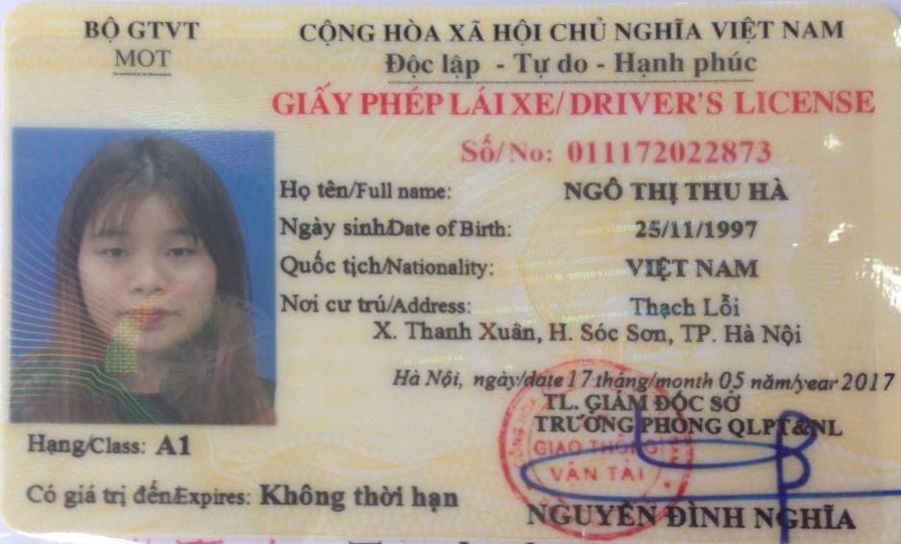 BỘ GTVT
MOT
CỘNG HÒA XÃ HỘI CHỦ NGHĨA VIỆT NAM
Độc lập - Tự do - Hạnh phúc
GIẤY PHÉP LÁI XE/ DRIVER'S LICENSE
Số/No: 011172022873
Họ tên/Full name: NGÔ THỊ THU HÀ
Ngày sinh/Date of Birth: 25/11/1997
Quốc tịch/Nationality: VIỆT NAM
Nơi cư trú/Address: Thạch Lỗi
X. Thanh Xuân, H. Sóc Sơn, TP. Hà Nội
Hà Nội, ngày/date 17 tháng/month 05 năm/year 2017
TL. GIÁM ĐỐC SỞ
TRƯỞNG PHÒNG QLPT&NL
GIAO THÔNG
VẬN TẢI
Hạng/Class: A1
Có giá trị đến/Expires: Không thời hạn
NGUYỄN ĐÌNH NGHĨA